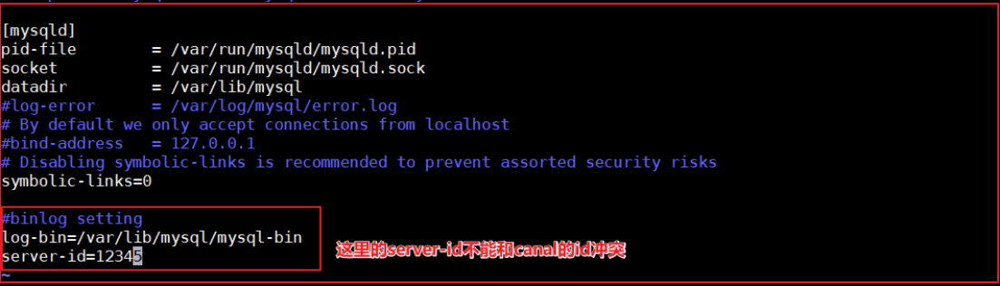 [mysqld]
pid-file        = /var/run/mysqld/mysqld.pid
socket          = /var/run/mysqld/mysqld.sock
datadir         = /var/lib/mysql
#log-error      = /var/log/mysql/error.log
# By default we only accept connections from localhost
#bind-address   = 127.0.0.1
# Disabling symbolic-links is recommended to prevent assorted security risks
symbolic-links=0
#binlog setting
log-bin=/var/lib/mysql/mysql-bin
这里的server-id不能和canal的id冲突
server-id=12345
~